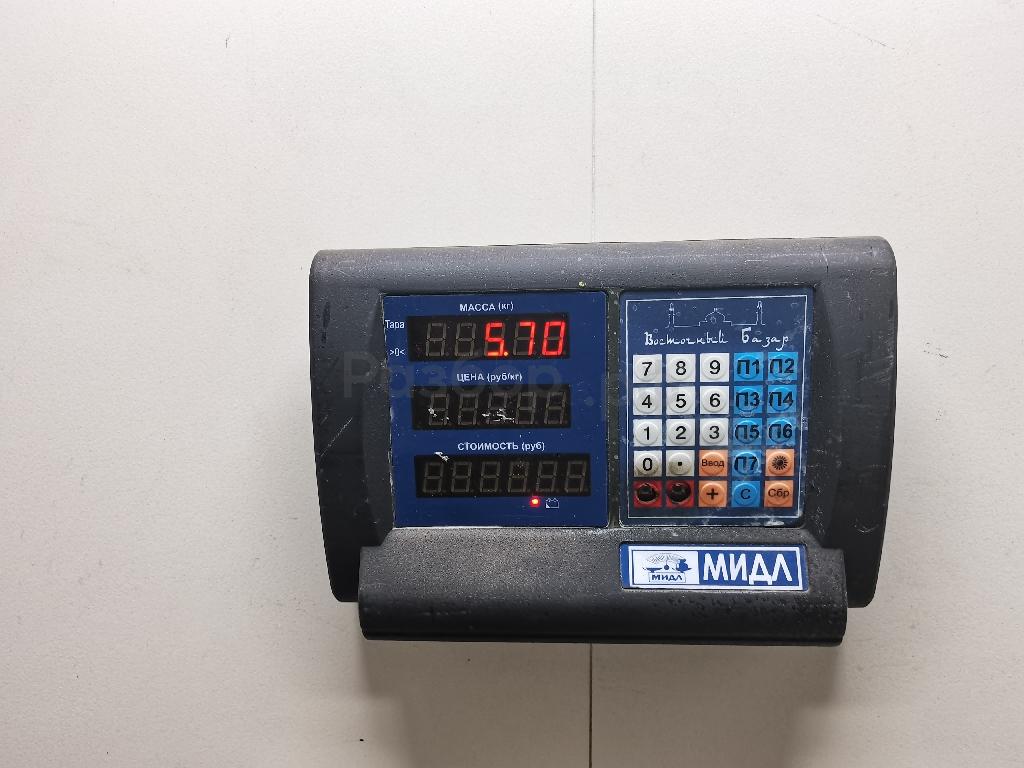 МАССА (кг)
Тара
5.70
>0<
ЦЕНА (руб/кг)
СТОИМОСТЬ (руб)
Восточный Базар
7 8 9 П1 П2
4 5 6 П3 П4
1 2 3 П5 П6
0 . Ввод П7
+ С Сбр
МИДЛ МИДЛ